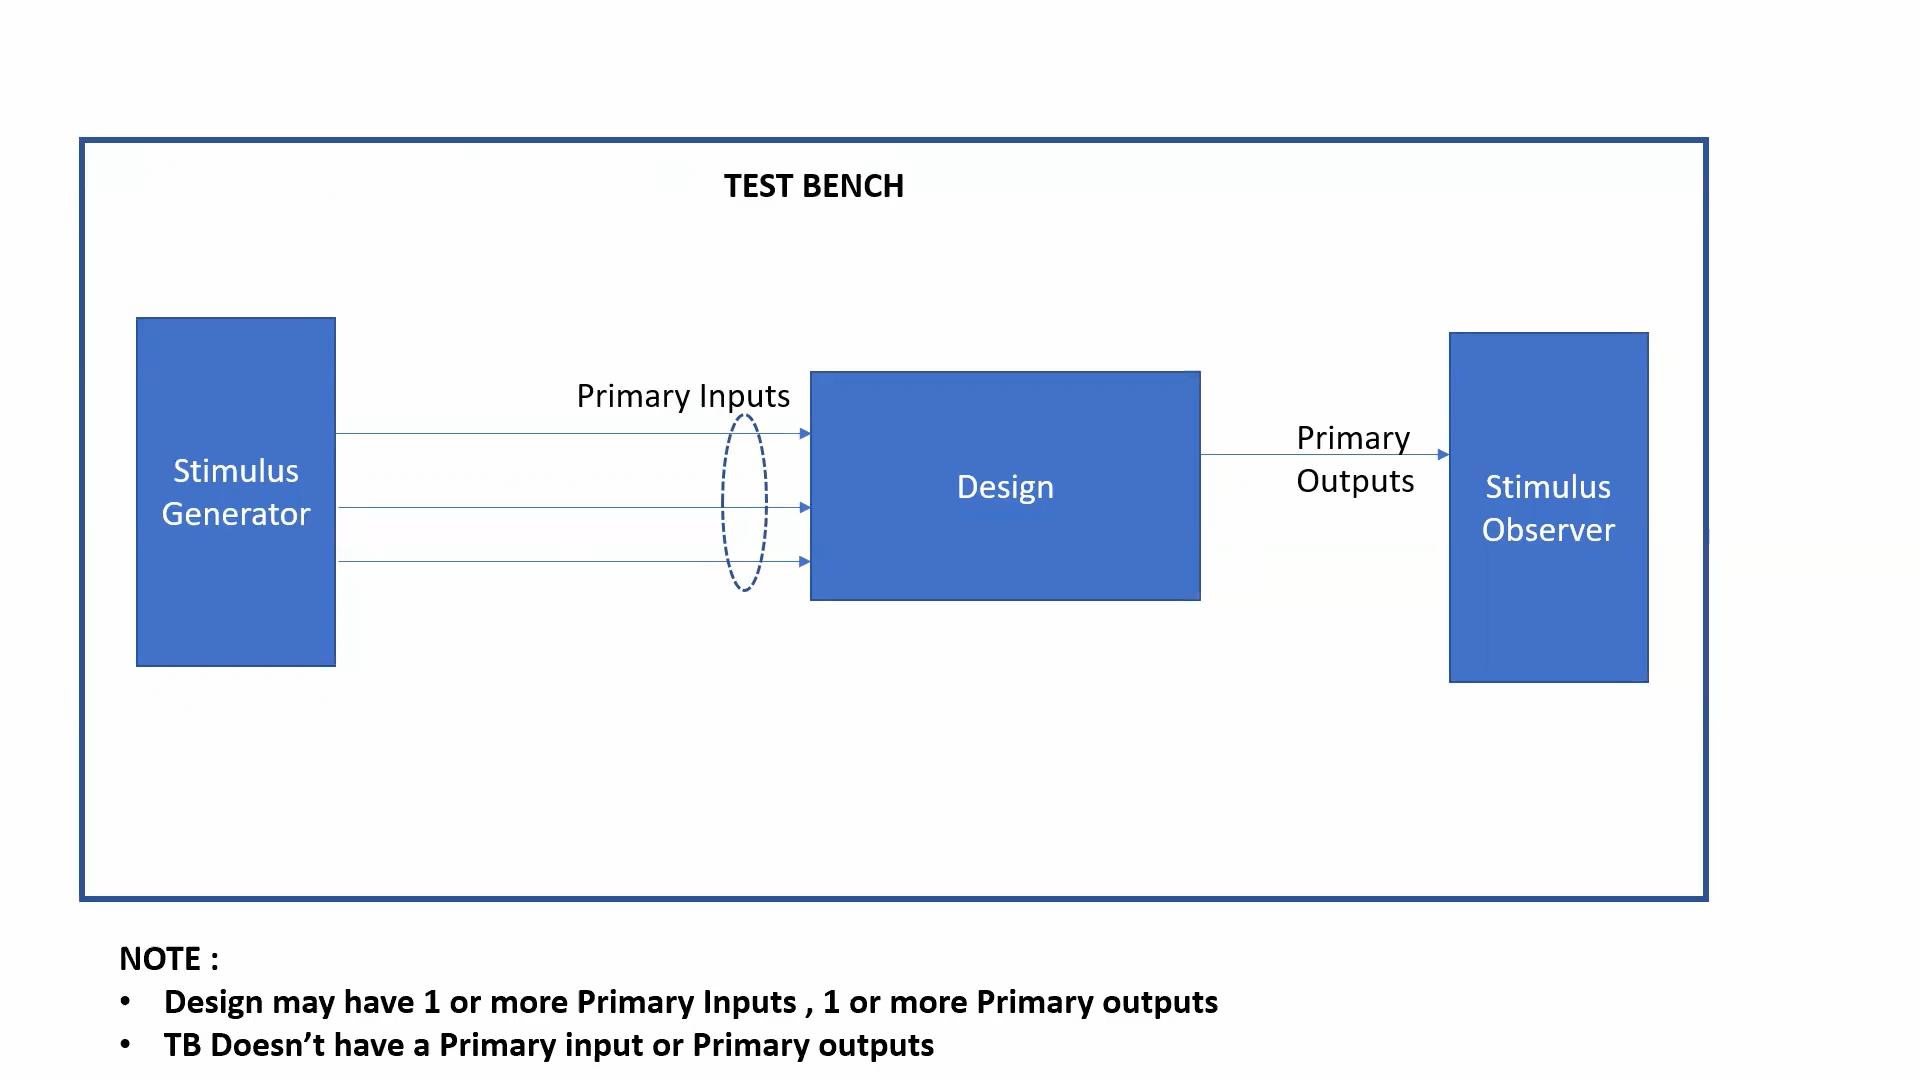 TEST BENCH
Primary Inputs
Stimulus
Generator
Design
Primary
Outputs
Stimulus
Observer
NOTE :
• Design may have 1 or more Primary Inputs , 1 or more Primary outputs
• TB Doesn’t have a Primary input or Primary outputs